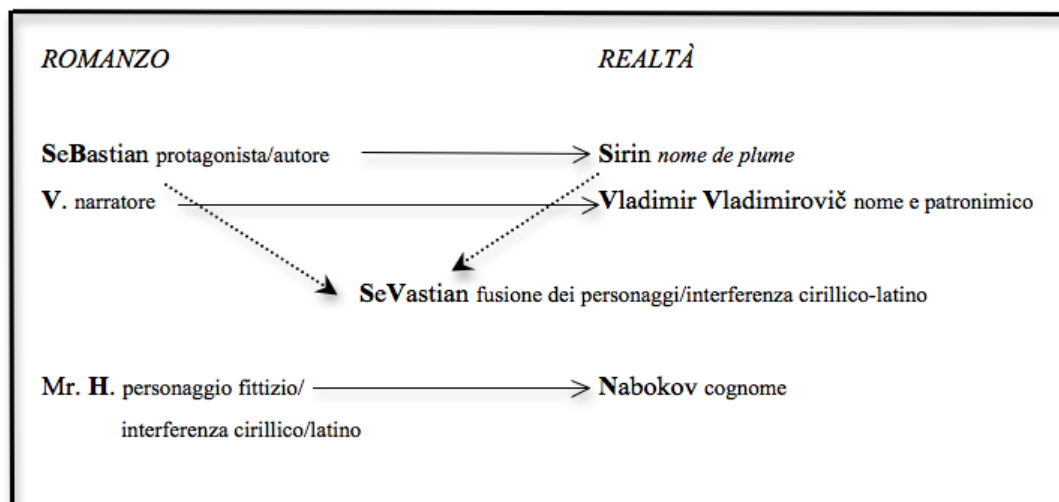 ROMANZO REALTÀ
SeBastian protagonista/autore Sirin nome de plume
V. narratore Vladimir Vladimirovič nome e patronimico
SeVastian fusione dei personaggi/interferenza cirillico-latino
Mr. H. personaggio fittizio/ Nabokov cognome
interferenza cirillico/latino